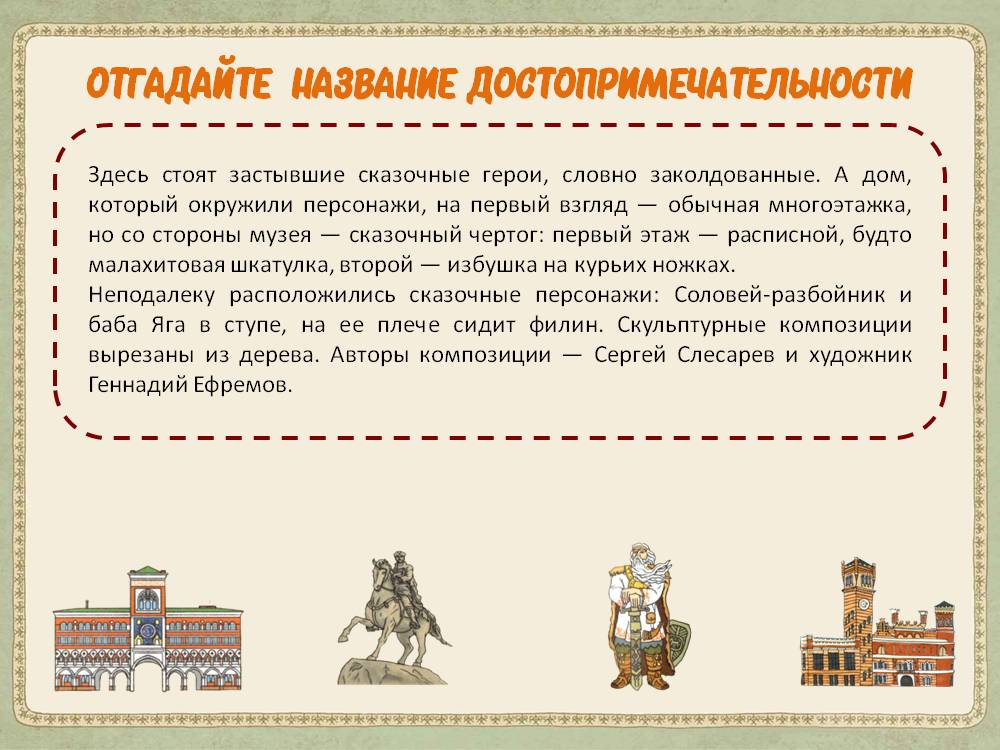 ОТГАДАЙТЕ НАЗВАНИЕ ДОСТОПРИМЕЧАТЕЛЬНОСТИ
Здесь стоят застывшие сказочные герои, словно заколдованные. А дом,
который окружили персонажи, на первый взгляд — обычная многоэтажка,
но со стороны музея — сказочный чертог: первый этаж — расписной, будто
малахитовая шкатулка, второй — избушка на курьих ножках.
Неподалеку расположились сказочные персонажи: Соловей-разбойник и
баба Яга в ступе, на ее плече сидит филин. Скульптурные композиции
вырезаны из дерева. Авторы композиции — Сергей Слесарев и художник
Геннадий Ефремов.